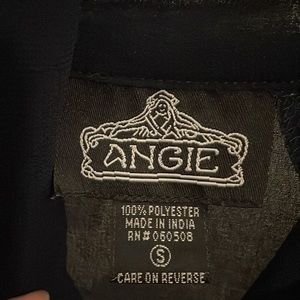 ANGIE
100% POLYESTER
MADE IN INDIA
RN# 060508
S
CARE ON REVERSE